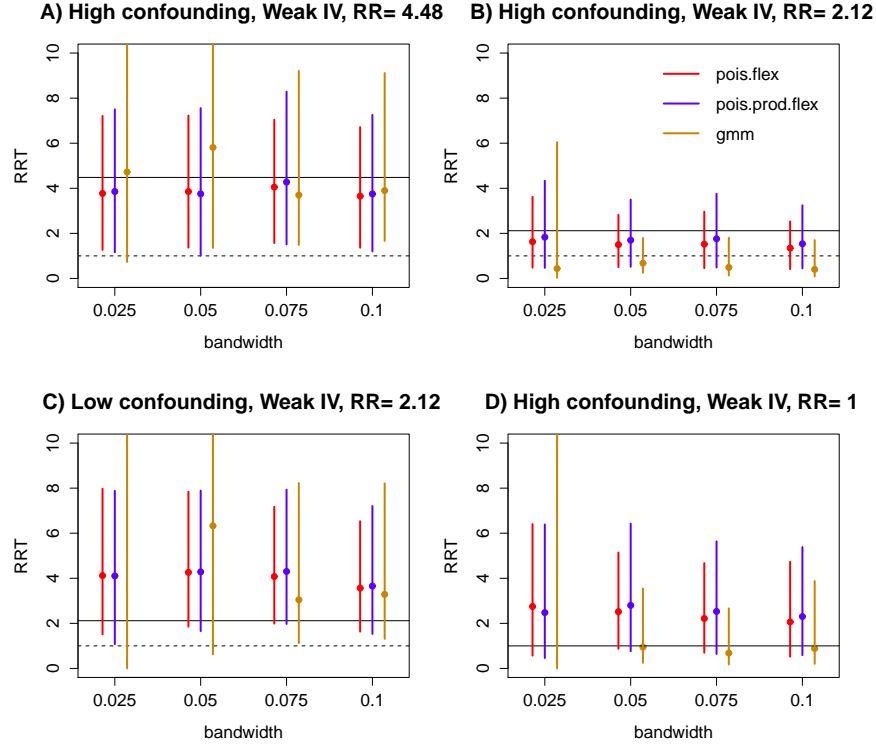 A) High confounding, Weak IV, RR= 4.48
RRT
10
8
6
4
2
0
0.025 0.05 0.075 0.1
bandwidth
B) High confounding, Weak IV, RR= 2.12
pois.flex
pois.prod.flex
gmm
RRT
10
8
6
4
2
0
0.025 0.05 0.075 0.1
bandwidth
C) Low confounding, Weak IV, RR= 2.12
RRT
10
8
6
4
2
0
0.025 0.05 0.075 0.1
bandwidth
D) High confounding, Weak IV, RR= 1
RRT
10
8
6
4
2
0
0.025 0.05 0.075 0.1
bandwidth